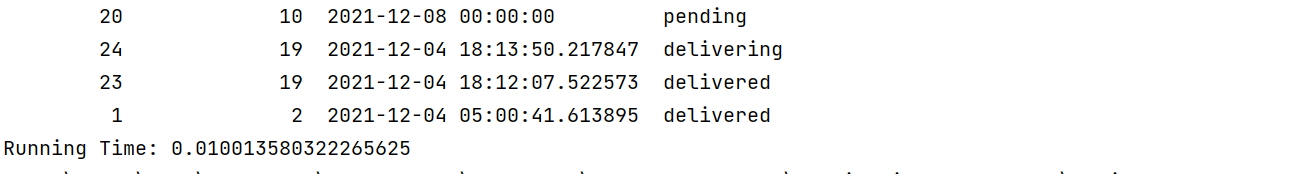 20 10 2021-12-08 00:00:00 pending
24 19 2021-12-04 18:13:50.217847 delivering
23 19 2021-12-04 18:12:07.522573 delivered
1 2 2021-12-04 05:00:41.613895 delivered
Running Time: 0.010013580322265625